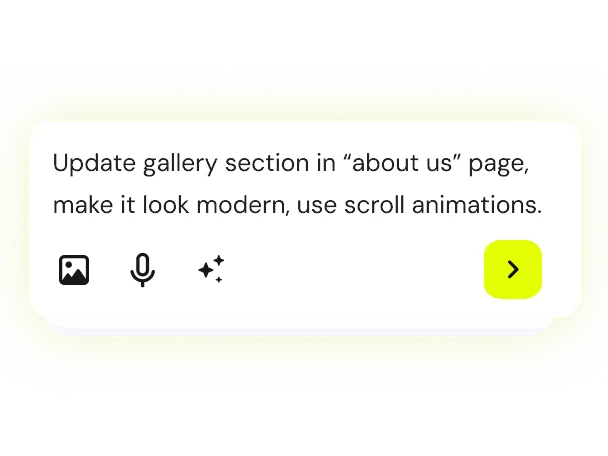 Update gallery section in “about us” page,
make it look modern, use scroll animations.